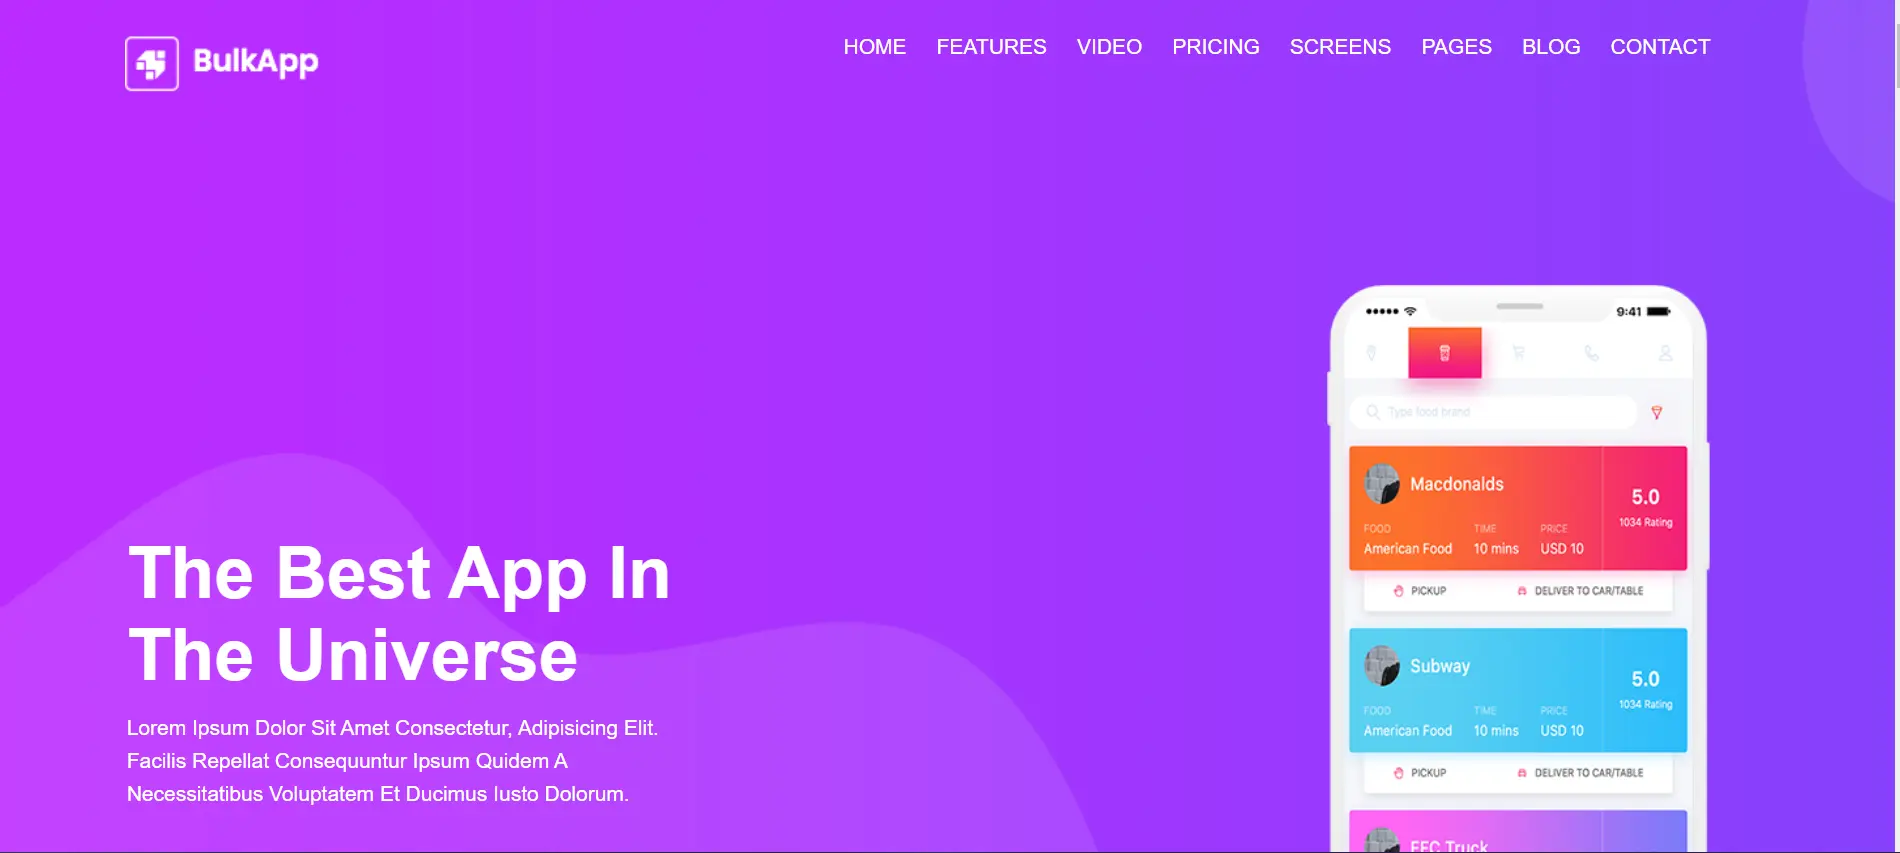 BulkApp
HOME FEATURES VIDEO PRICING SCREENS PAGES BLOG CONTACT
The Best App In
The Universe
Lorem Ipsum Dolor Sit Amet Consectetur, Adipisicing Elit.
Facilis Repellat Consequuntur Ipsum Quidem A
Necessitatibus Voluptatem Et Ducimus Iusto Dolorum.
9:41
Type food brand
Macdonalds
5.0
1034 Rating
FOOD TIME PRICE
American Food 10 mins USD 10
PICKUP DELIVER TO CAR/TABLE
Subway
5.0
1034 Rating
FOOD TIME PRICE
American Food 10 mins USD 10
PICKUP DELIVER TO CAR/TABLE
Truck